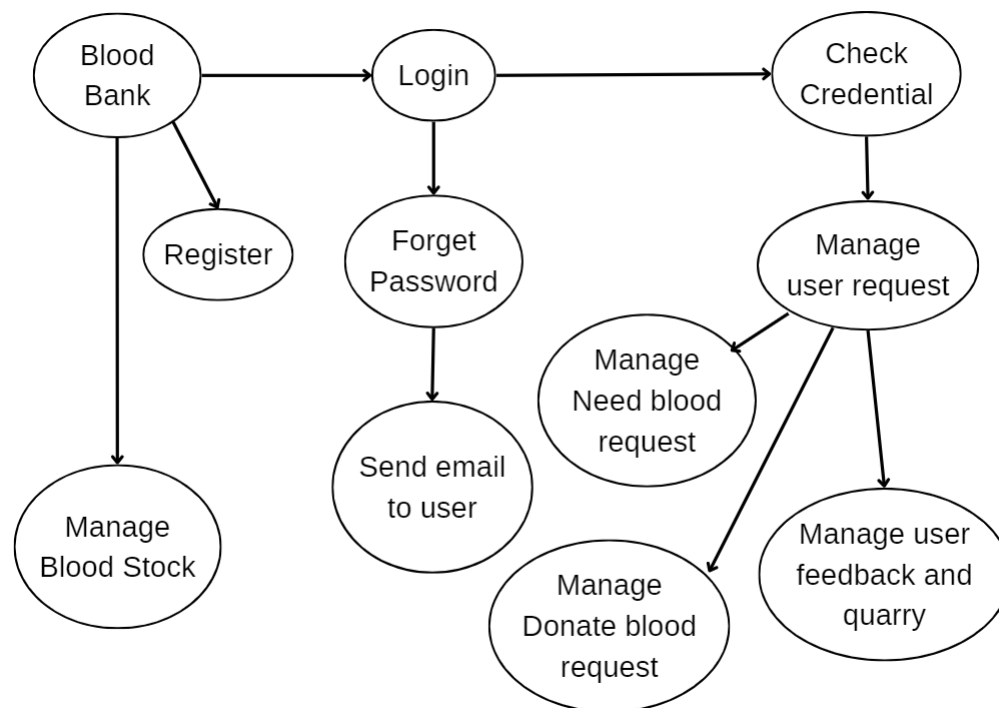 Blood
Bank
Login
Check
Credential
Register
Forget
Password
Manage
user request
Manage
Need blood
request
Send email
to user
Manage
Blood Stock
Manage
Donate blood
request
Manage user
feedback and
quarry